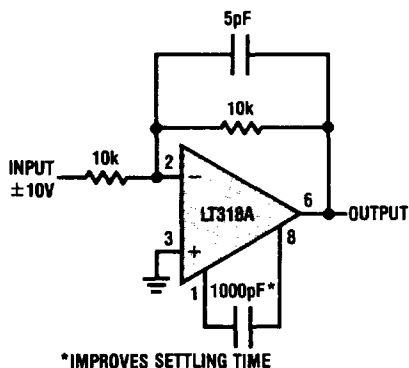 5pF
10k
INPUT
±10V
10k
2
−
LT318A
6
OUTPUT
3
+
8
1
1000pF*
*IMPROVES SETTLING TIME